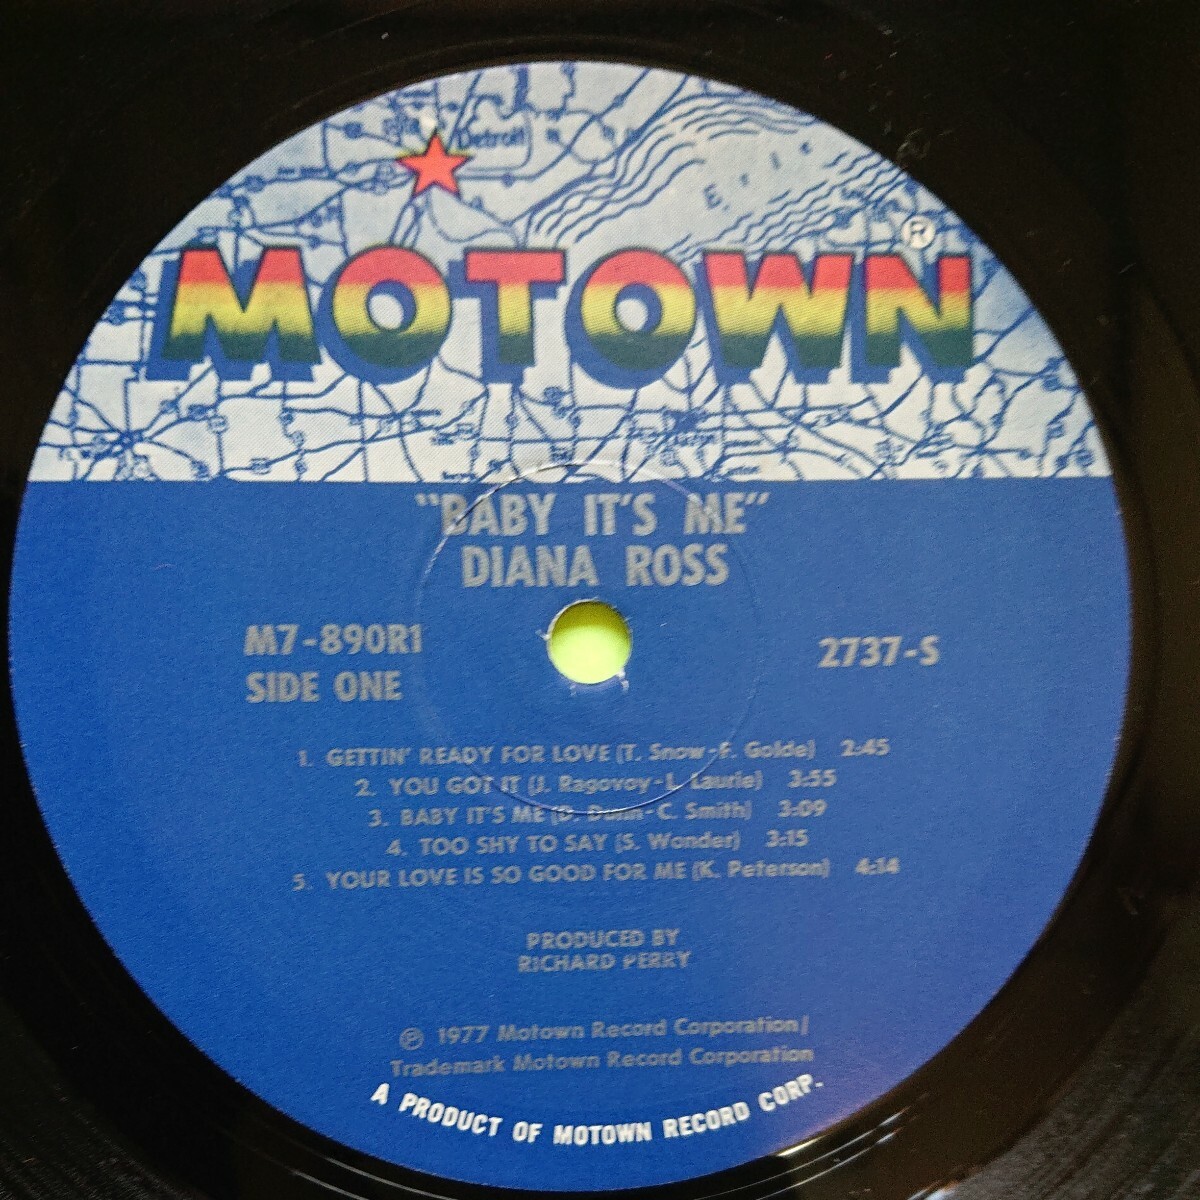 Detroit
Erie
MOTOWN®
"BABY IT'S ME"
DIANA ROSS
M7-890R1
2737-S
SIDE ONE
1. GETTIN' READY FOR LOVE (T. Snow-F. Golde) 2:45
2. YOU GOT IT (J. Ragovoy-L. Laurie) 3:55
3. BABY IT'S ME (D. Dunn-C. Smith) 3:09
4. TOO SHY TO SAY (S. Wonder) 3:15
5. YOUR LOVE IS SO GOOD FOR ME (K. Peterson) 4:14
PRODUCED BY
RICHARD PERRY
℗ 1977 Motown Record Corporation/
Trademark Motown Record Corporation
A PRODUCT OF MOTOWN RECORD CORP.